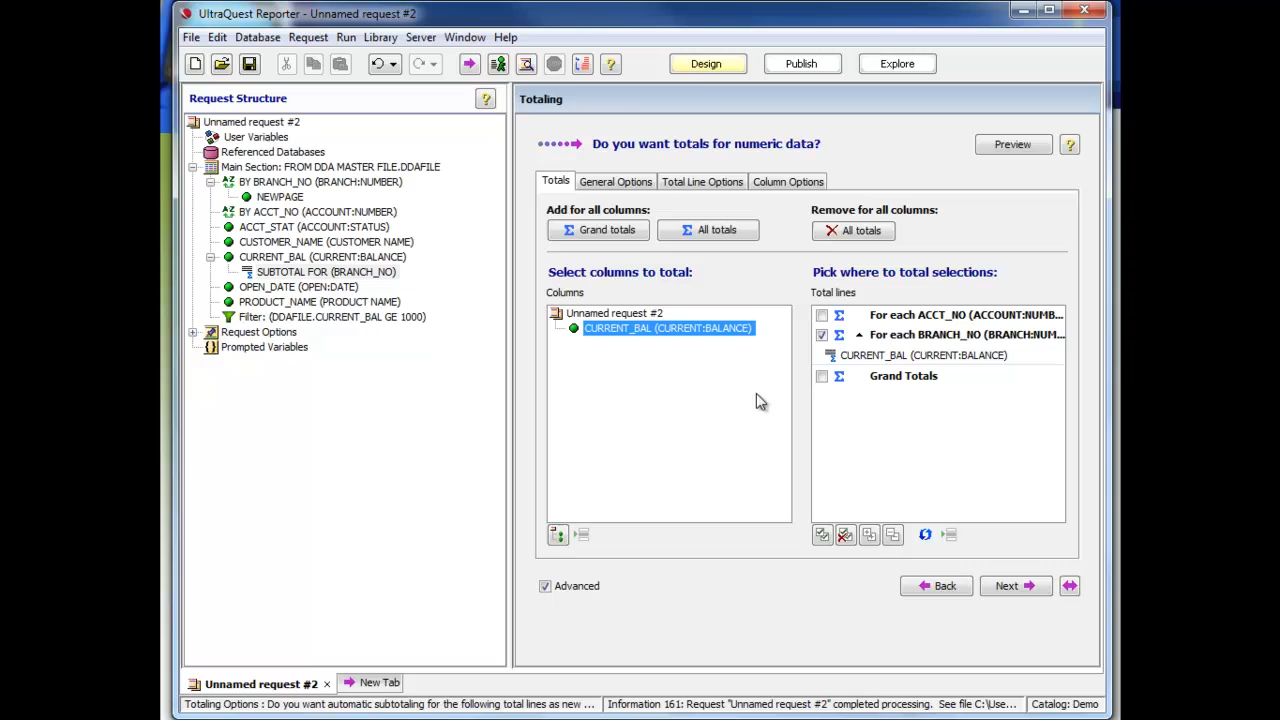 UltraQuest Reporter - Unnamed request #2
File Edit Database Request Run Library Server Window Help
Design Publish Explore
Request Structure
Unnamed request #2
User Variables
Referenced Databases
Main Section: FROM DDA MASTER FILE.DDAFILE
BY BRANCH_NO (BRANCH:NUMBER)
NEWPAGE
BY ACCT_NO (ACCOUNT:NUMBER)
ACCT_STAT (ACCOUNT:STATUS)
CUSTOMER_NAME (CUSTOMER NAME)
CURRENT_BAL (CURRENT:BALANCE)
SUBTOTAL FOR (BRANCH_NO)
OPEN_DATE (OPEN:DATE)
PRODUCT_NAME (PRODUCT NAME)
Filter: (DDAFILE.CURRENT_BAL GE 1000)
Request Options
Prompted Variables
Totaling
Do you want totals for numeric data?
Preview
Totals General Options Total Line Options Column Options
Add for all columns:
Grand totals All totals
Remove for all columns:
All totals
Select columns to total:
Columns
Unnamed request #2
CURRENT_BAL (CURRENT:BALANCE)
Pick where to total selections:
Total lines
For each ACCT_NO (ACCOUNT:NUMB...
For each BRANCH_NO (BRANCH:NUM...
CURRENT_BAL (CURRENT:BALANCE)
Grand Totals
Advanced
Back Next
Unnamed request #2 × New Tab
Totaling Options : Do you want automatic subtotaling for the following total lines as new ... Information 161: Request "Unnamed request #2" completed processing. See file C:\Use... Catalog: Demo